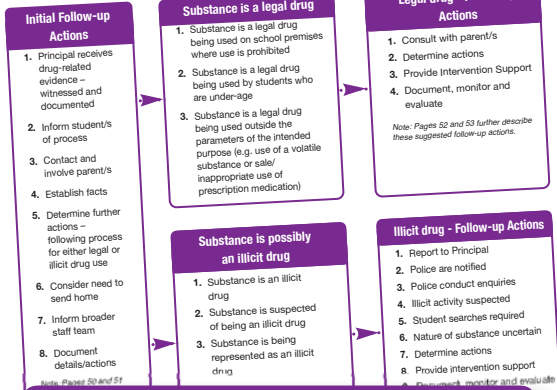 Initial Follow-up
Actions
1. Principal receives
drug-related
evidence –
witnessed and
documented
2. Inform student/s
of process
3. Contact and
involve parent/s
4. Establish facts
5. Determine further
actions –
following process
for either legal or
illicit drug use
6. Consider need to
send home
7. Inform broader
staff team
8. Document
details/actions
Note: Pages 50 and 51
Substance is a legal drug
1. Substance is a legal drug
being used on school premises
where use is prohibited
2. Substance is a legal drug
being used by students who
are under-age
3. Substance is a legal drug
being used outside the
parameters of the intended
purpose (e.g. use of a volatile
substance or sale/
inappropriate use of
prescription medication)
Actions
1. Consult with parent/s
2. Determine actions
3. Provide Intervention Support
4. Document, monitor and
evaluate
Note: Pages 52 and 53 further describe
these suggested follow-up actions.
Substance is possibly
an illicit drug
1. Substance is an illicit
drug
2. Substance is suspected
of being an illicit drug
3. Substance is being
represented as an illicit
drug
Illicit drug - Follow-up Actions
1. Report to Principal
2. Police are notified
3. Police conduct enquiries
4. Illicit activity suspected
5. Student searches required
6. Nature of substance uncertain
7. Determine actions
8. Provide intervention support
Document, monitor and evaluate